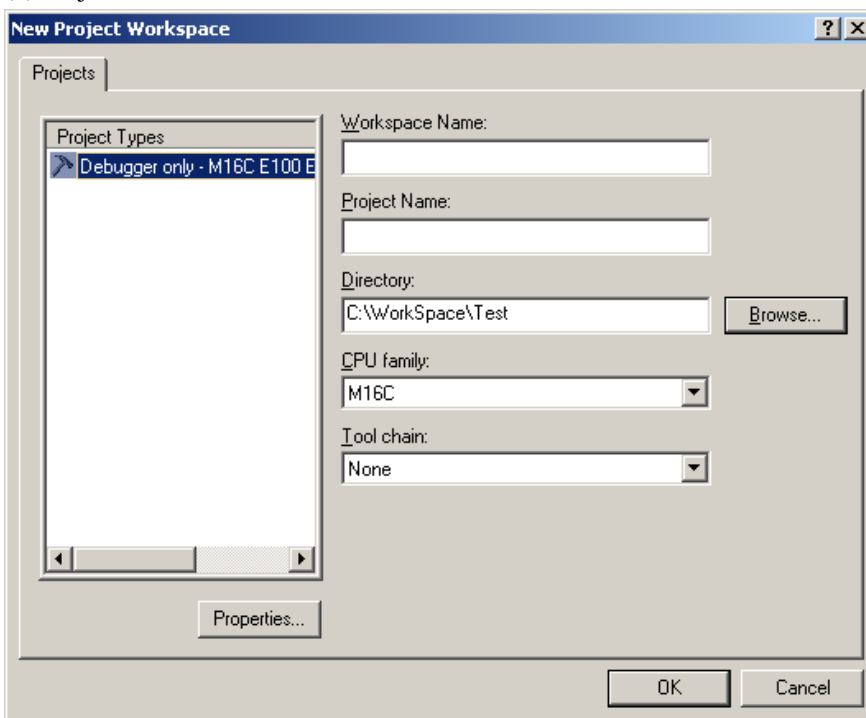 New Project Workspace
Projects
Project Types
Debugger only - M16C E100 E
Workspace Name:
Project Name:
Directory:
C:\WorkSpace\Test
Browse...
CPU family:
M16C
Tool chain:
None
Properties...
OK
Cancel